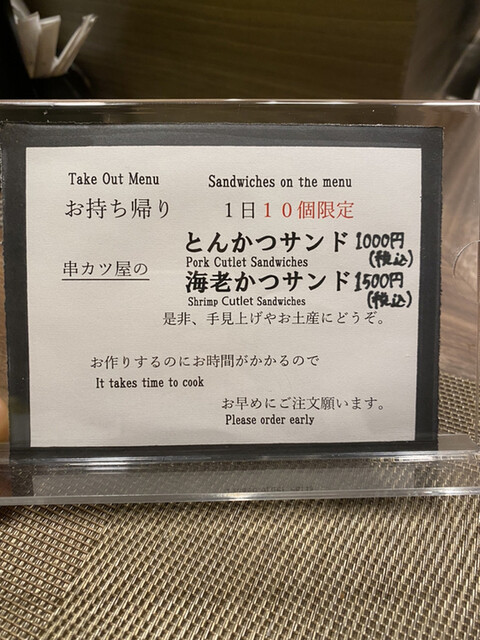 Take Out Menu Sandwiches on the menu
お持ち帰り 1日10個限定
とんかつサンド 1000円
Pork Cutlet Sandwiches (税込)
串カツ屋の 海老かつサンド 1500円
Shrimp Cutlet Sandwiches (税込)
是非、手見上げやお土産にどうぞ。
お作りするのにお時間がかかるので
It takes time to cook
お早めにご注文願います。
Please order early